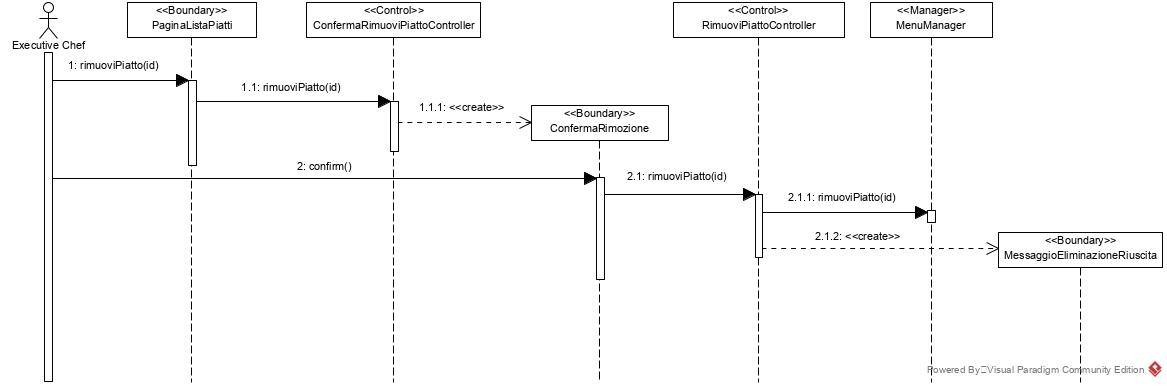 <<Boundary>>
PaginaListaPiatti
<<Control>>
ConfermaRimuoviPiattoController
<<Control>>
RimuoviPiattoController
<<Manager>>
MenuManager
Executive Chef
1: rimuoviPiatto(id)
1.1: rimuoviPiatto(id)
1.1.1: <<create>>
<<Boundary>>
ConfermaRimozione
2: confirm()
2.1: rimuoviPiatto(id)
2.1.1: rimuoviPiatto(id)
2.1.2: <<create>>
<<Boundary>>
MessaggioEliminazioneRiuscita
Powered By Visual Paradigm Community Edition